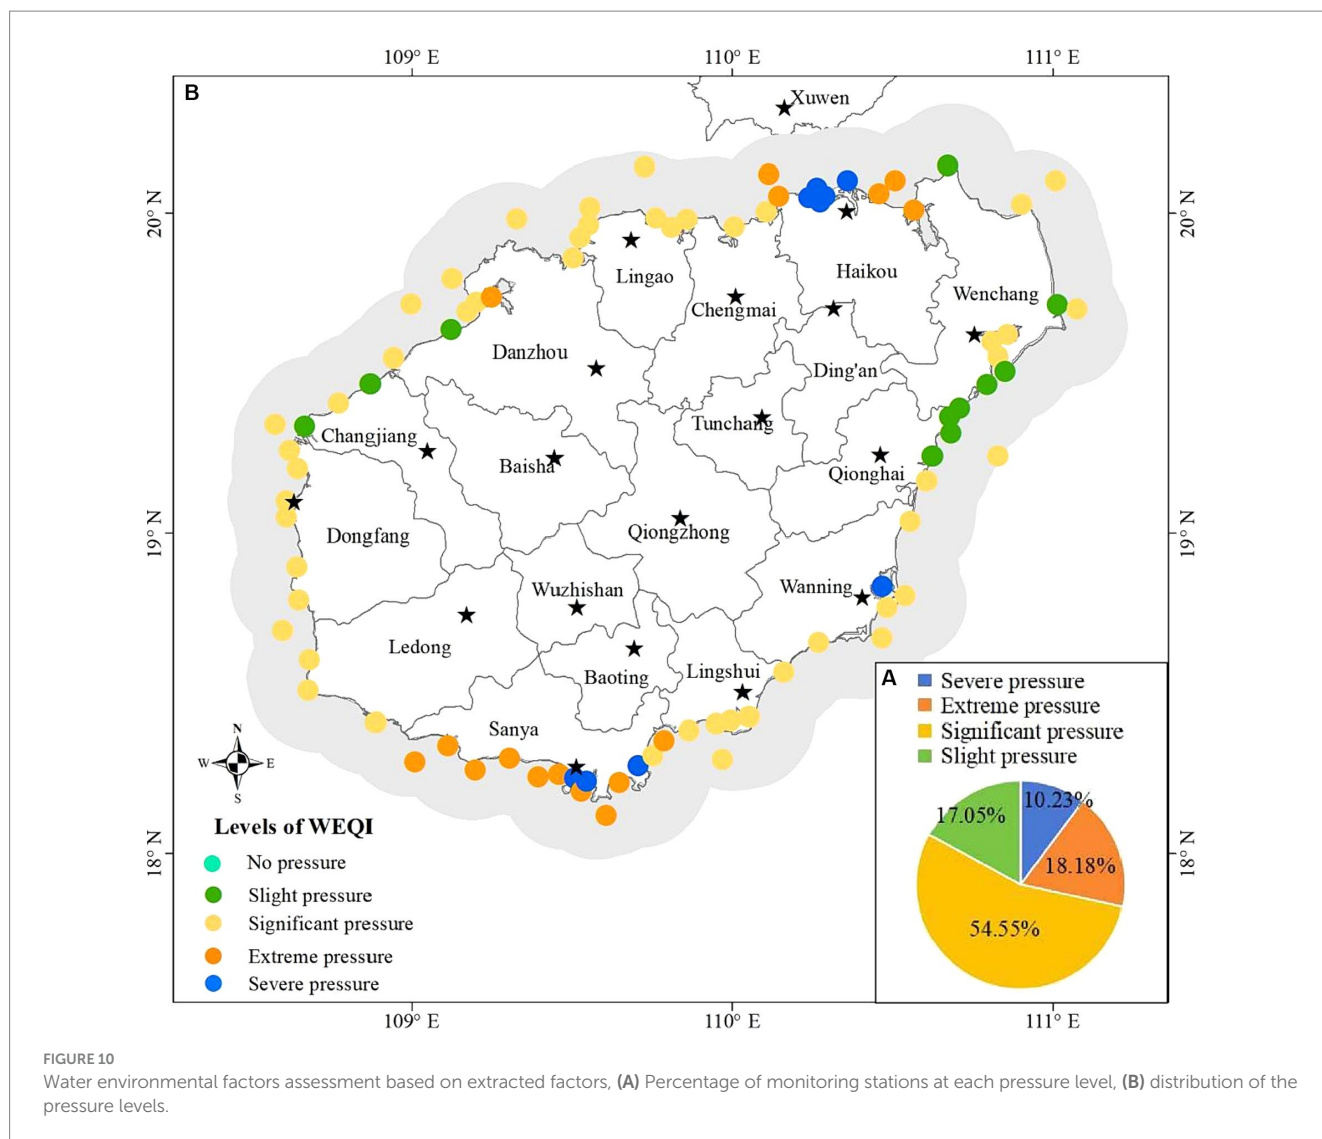 109° E
110° E
111° E
B
Xuwen
20° N
20° N
Lingao
Haikou
Chengmai
Wenchang
Danzhou
Ding'an
Tunchang
Changjiang
Baisha
Qionghai
Dongfang
Qiongzhong
19° N
19° N
Wuzhishan
Wanning
Ledong
Baoting
Lingshui
Sanya
N
W
E
S
18° N
18° N
Levels of WEQI
No pressure
Slight pressure
Significant pressure
Extreme pressure
Severe pressure
A
Severe pressure
Extreme pressure
Significant pressure
Slight pressure
10.23%
17.05%
18.18%
54.55%
109° E
110° E
111° E
FIGURE 10
Water environmental factors assessment based on extracted factors, (A) Percentage of monitoring stations at each pressure level, (B) distribution of the
pressure levels.